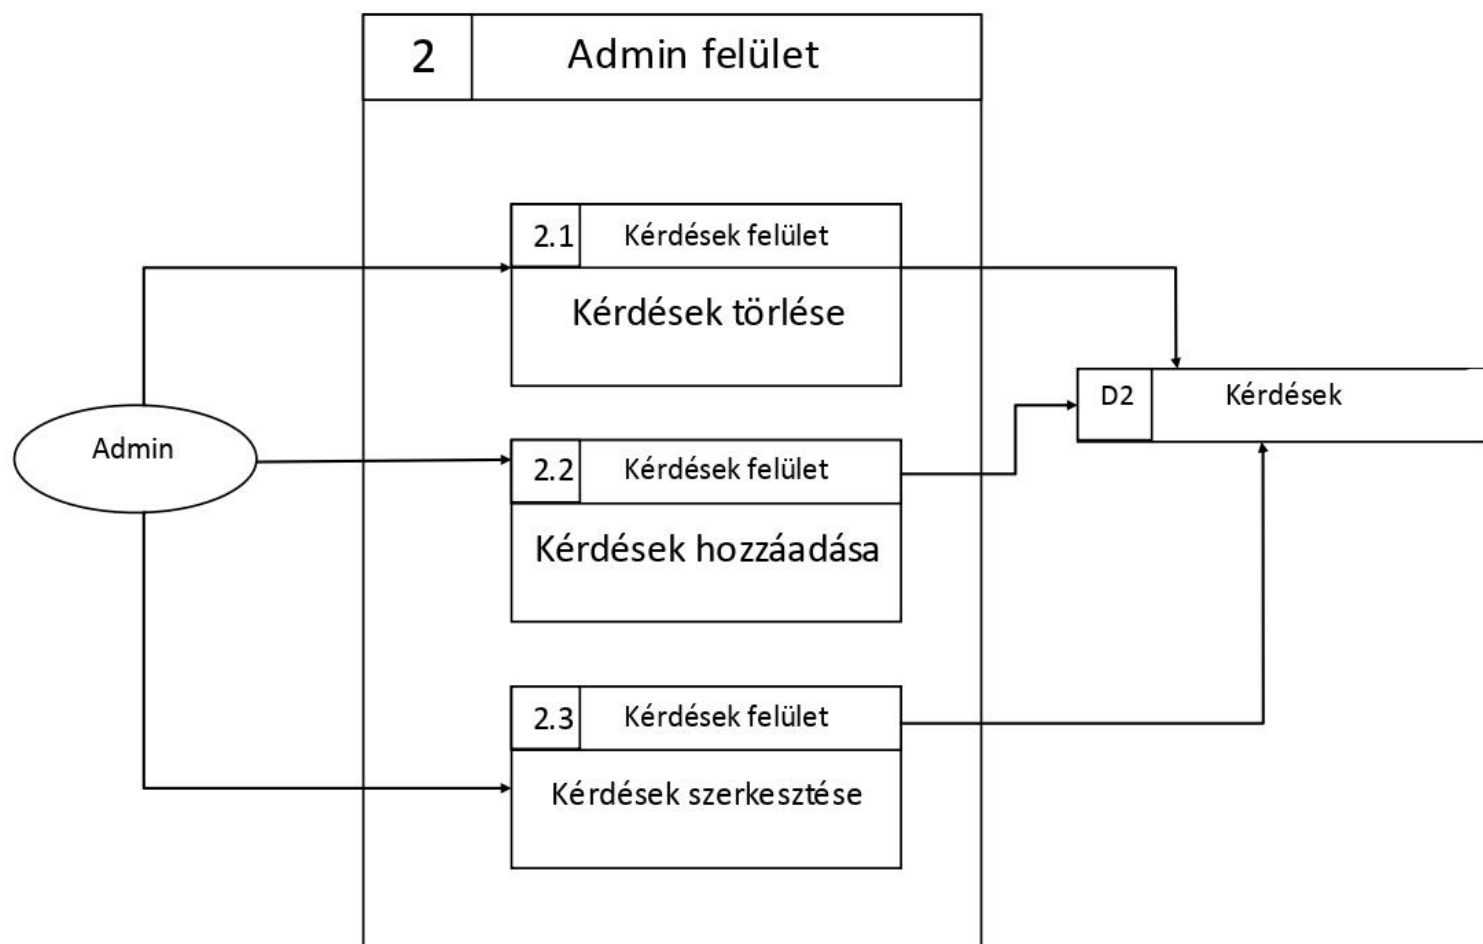 2 Admin felület
2.1 Kérdések felület
Kérdések törlése
D2 Kérdések
Admin
2.2 Kérdések felület
Kérdések hozzáadása
2.3 Kérdések felület
Kérdések szerkesztése